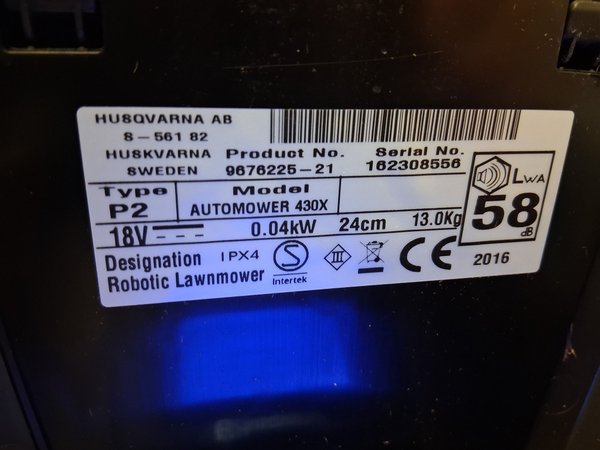 HUSQVARNA AB
S-561 82
HUSKVARNA
SWEDEN
Product No.
9676225-21
Serial No.
162308556
Type
P2
Model
AUTOMOWER 430X
LWA
58
dB
18V 0.04kW 24cm 13.0Kg
Designation
Robotic Lawnmower
IPX4
S
Intertek
III
CE
2016